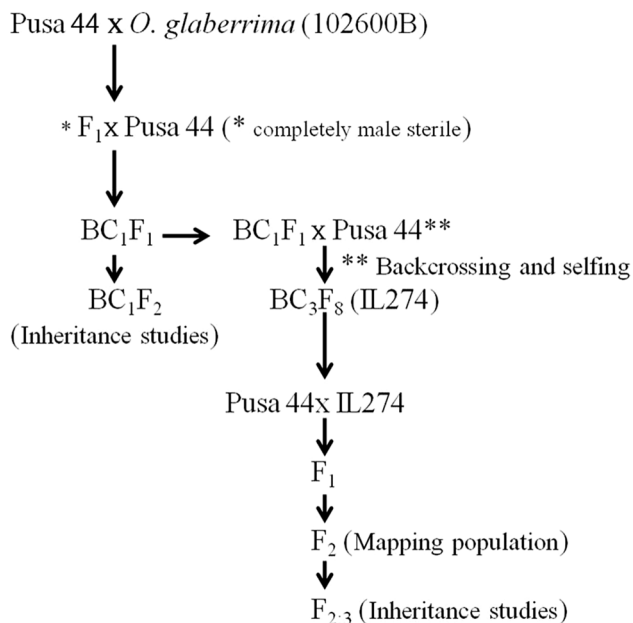 Pusa 44 x O. glaberrima (102600B)
* F₁x Pusa 44 (* completely male sterile)
BC₁F₁ BC₁F₁ x Pusa 44**
** Backcrossing and selfing
BC₁F₂ BC₃F₈ (IL274)
(Inheritance studies)
Pusa 44x IL274
F₁
F₂ (Mapping population)
F₂.₃ (Inheritance studies)